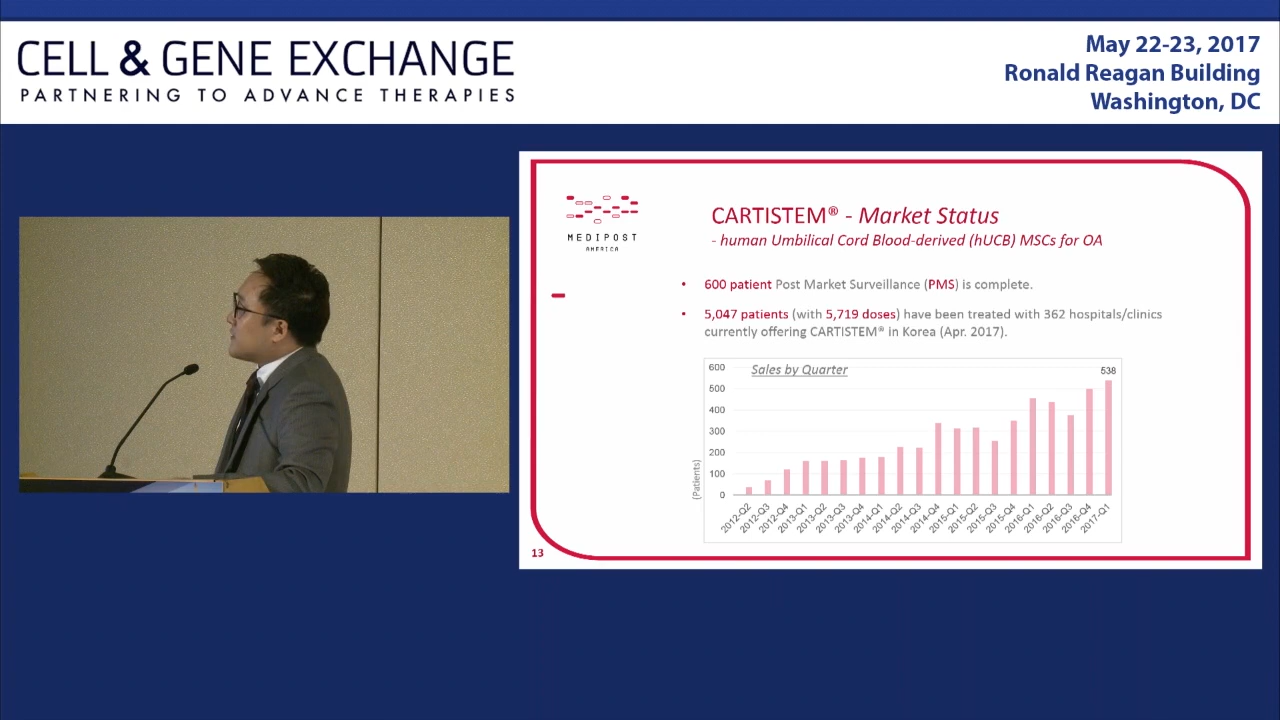 CELL & GENE EXCHANGE
PARTNERING TO ADVANCE THERAPIES
May 22-23, 2017
Ronald Reagan Building
Washington, DC
MEDIPOST
AMERICA
CARTISTEM® - Market Status
- human Umbilical Cord Blood-derived (hUCB) MSCs for OA
• 600 patient Post Market Surveillance (PMS) is complete.
• 5,047 patients (with 5,719 doses) have been treated with 362 hospitals/clinics
currently offering CARTISTEM® in Korea (Apr. 2017).
Sales by Quarter
538
600
500
400
300
200
100
0
(Patients)
2012-Q2
2012-Q3
2012-Q4
2013-Q1
2013-Q2
2013-Q3
2013-Q4
2014-Q1
2014-Q2
2014-Q3
2014-Q4
2015-Q1
2015-Q2
2015-Q3
2015-Q4
2016-Q1
2016-Q2
2016-Q3
2016-Q4
2017-Q1
13